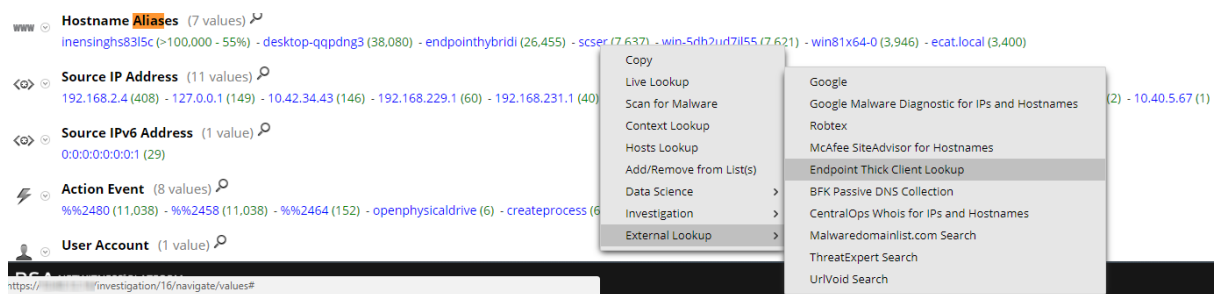 www Hostname Aliases (7 values)
inensinghs83l5c (>100,000 - 55%) - desktop-qqpdng3 (38,080) - endpointhybridi (26,455) - scser (7,637) - win-5dh2ud7jl55 (7,621) - win81x64-0 (3,946) - ecat.local (3,400)
Source IP Address (11 values)
192.168.2.4 (408) - 127.0.0.1 (149) - 10.42.34.43 (146) - 192.168.229.1 (60) - 192.168.231.1 (40) (2) - 10.40.5.67 (1)
Source IPv6 Address (1 value)
0:0:0:0:0:0:0:1 (29)
Action Event (8 values)
%%2480 (11,038) - %%2458 (11,038) - %%2464 (152) - openphysicaldrive (6) - createprocess (6
User Account (1 value)
https:// /investigation/16/navigate/values#
Copy
Live Lookup
Scan for Malware
Context Lookup
Hosts Lookup
Add/Remove from List(s)
Data Science >
Investigation >
External Lookup >
Google
Google Malware Diagnostic for IPs and Hostnames
Robtex
McAfee SiteAdvisor for Hostnames
Endpoint Thick Client Lookup
BFK Passive DNS Collection
CentralOps Whois for IPs and Hostnames
Malwaredomainlist.com Search
ThreatExpert Search
UrlVoid Search